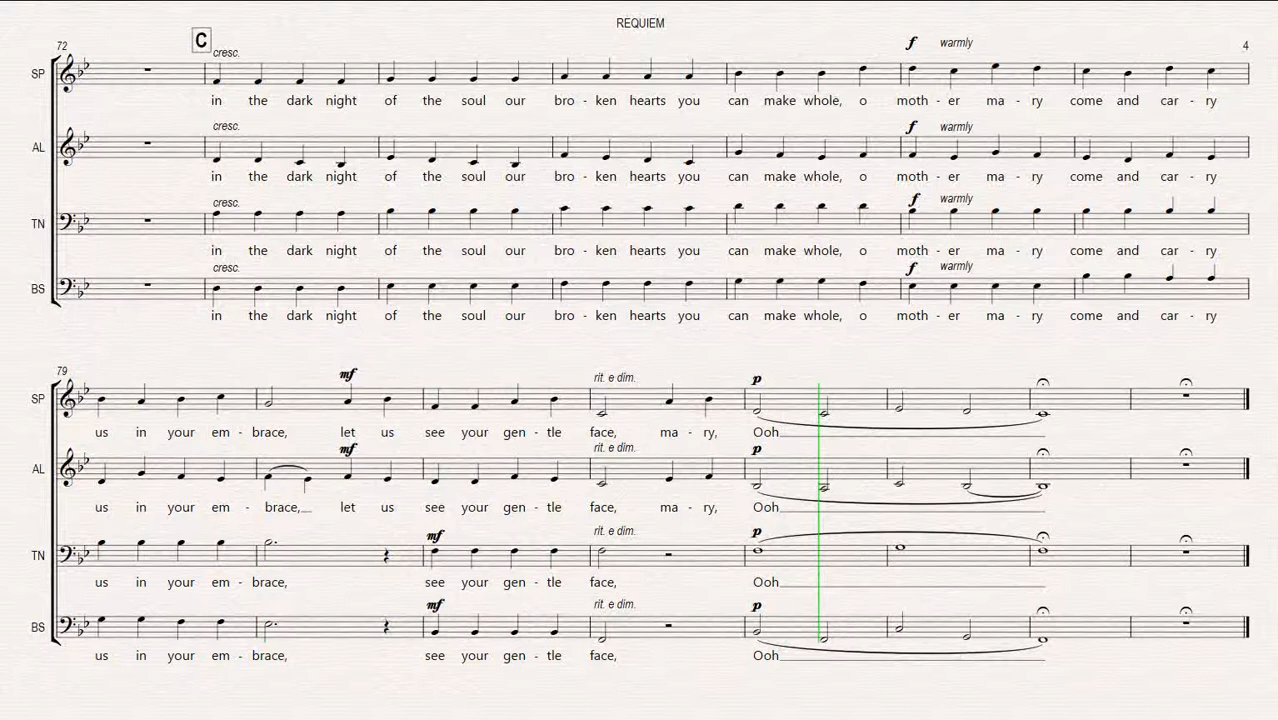 REQUIEM
72
C
cresc.
f warmly
4
SP
in the dark night of the soul our bro - ken hearts you can make whole, o moth - er ma - ry come and car - ry
cresc.
f warmly
AL
in the dark night of the soul our bro - ken hearts you can make whole, o moth - er ma - ry come and car - ry
cresc.
f warmly
TN
in the dark night of the soul our bro - ken hearts you can make whole, o moth - er ma - ry come and car - ry
cresc.
f warmly
BS
in the dark night of the soul our bro - ken hearts you can make whole, o moth - er ma - ry come and car - ry
79
mf
rit. e dim.
p
SP
us in your em - brace, let us see your gen - tle face, ma - ry, Ooh
mf
rit. e dim.
p
AL
us in your em - brace, let us see your gen - tle face, ma - ry, Ooh
mf
rit. e dim.
p
TN
us in your em - brace, see your gen - tle face, Ooh
mf
rit. e dim.
p
BS
us in your em - brace, see your gen - tle face, Ooh